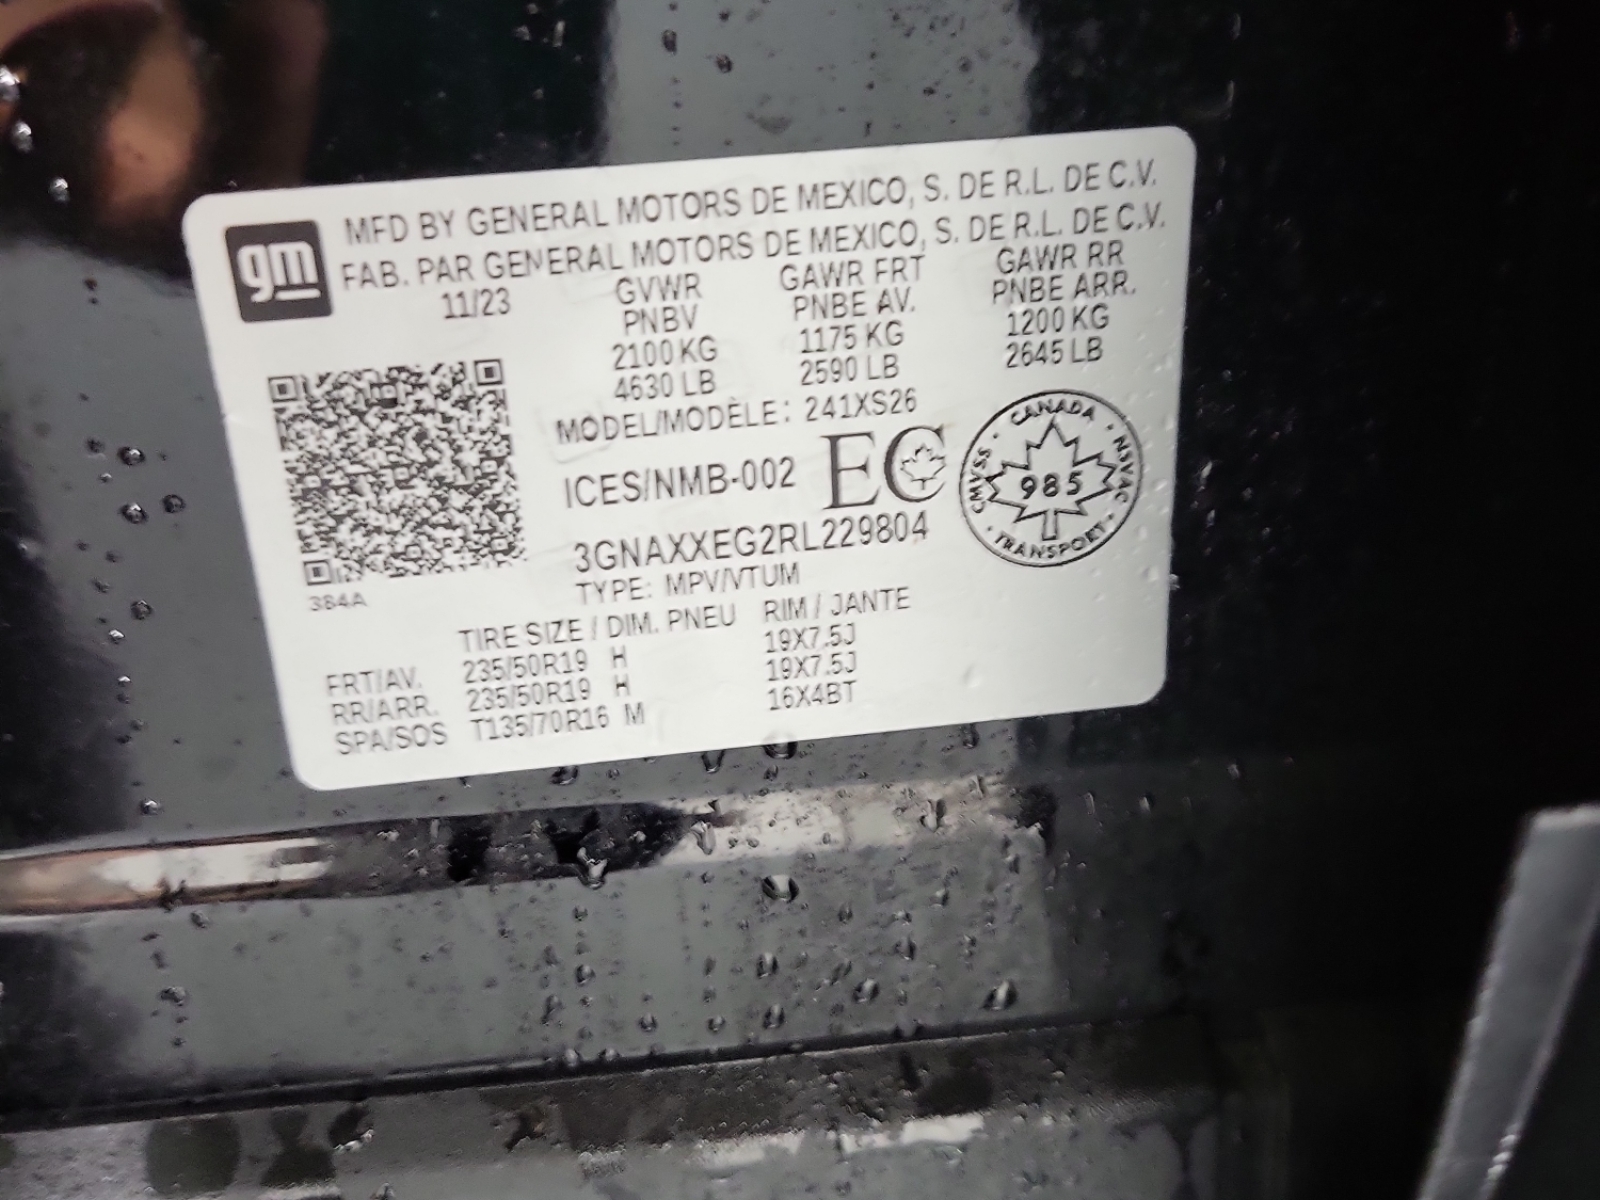 gm
MFD BY GENERAL MOTORS DE MEXICO, S. DE R.L. DE C.V.
FAB. PAR GENERAL MOTORS DE MEXICO, S. DE R.L. DE C.V.
11/23 GVWR GAWR FRT GAWR RR
PNBV PNBE AV. PNBE ARR.
2100 KG 1175 KG 1200 KG
4630 LB 2590 LB 2645 LB
MODEL/MODÈLE: 241XS26
ICES/NMB-002 EC
CANADA
CMVSS 985 NSVAC
TRANSPORT
3GNAXXEG2RL229804
TYPE: MPV/VTUM
384A
TIRE SIZE / DIM. PNEU RIM / JANTE
FRT/AV. 235/50R19 H 19X7.5J
RR/ARR. 235/50R19 H 19X7.5J
SPA/SOS T135/70R16 M 16X4BT